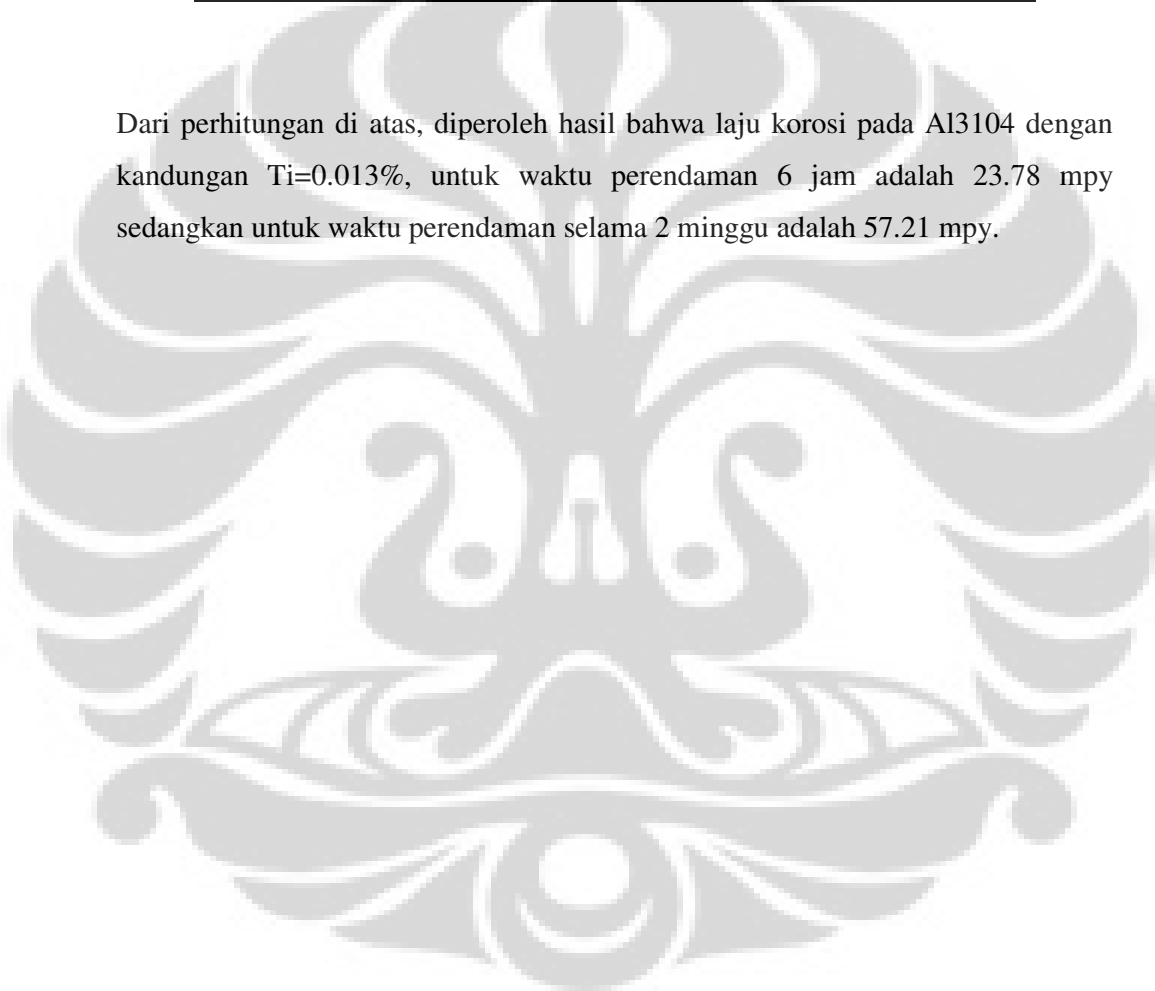 Dari perhitungan di atas, diperoleh hasil bahwa laju korosi pada Al3104 dengan
kandungan Ti=0.013%, untuk waktu perendaman 6 jam adalah 23.78 mpy
sedangkan untuk waktu perendaman selama 2 minggu adalah 57.21 mpy.